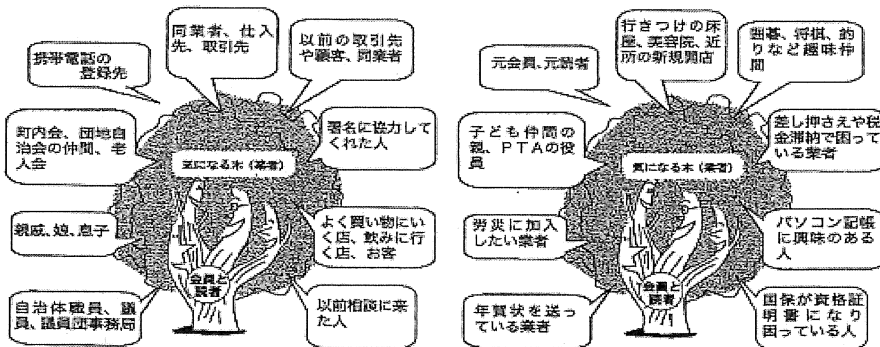 携帯電話の
登録先
同業者、仕入
先、取引先
以前の取引先
や顧客、同業者
町内会、団地自
治会の仲間、老
人会
署名に協力して
くれた人
気になる木（業者）
親戚、娘、息子
よく買い物にい
く店、飲みに行
く店、お客
会員と
読者
自治体職員、議
員、議員団事務局
以前相談に来
た人
元会員、元読者
行きつけの床
屋、美容院、近
所の新規開店
囲碁、将棋、釣
りなど趣味仲
間
子ども仲間の
親、ＰＴＡの役
員
差し押さえや税
金滞納で困って
いる業者
気になる木（業者）
労災に加入
したい業者
パソコン記帳
に興味のある
人
会員と
読者
年賀状を送っ
ている業者
国保が資格証
明書になり
困っている人